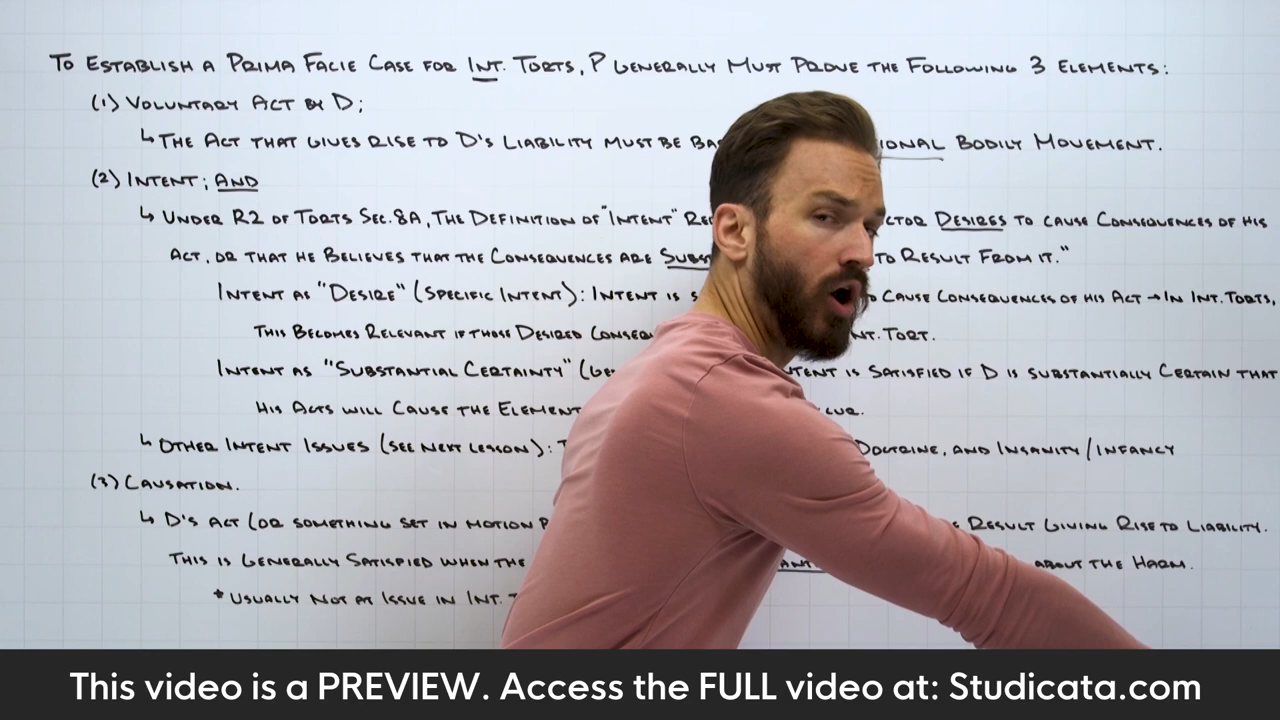 TO ESTABLISH A PRIMA FACIE CASE FOR INT. TORTS, P GENERALLY MUST PROVE THE FOLLOWING 3 ELEMENTS:
(1) VOLUNTARY ACT BY D;
↳ THE ACT THAT GIVES RISE TO D'S LIABILITY MUST BE BA IONAL BODILY MOVEMENT.
(2) INTENT; AND
↳ UNDER R2 OF TORTS SEC. 8A, THE DEFINITION OF "INTENT" RE CTOR DESIRES TO CAUSE CONSEQUENCES OF HIS
ACT, OR THAT HE BELIEVES THAT THE CONSEQUENCES ARE SUBS TO RESULT FROM IT."
INTENT AS "DESIRE" (SPECIFIC INTENT): INTENT IS S CAUSE CONSEQUENCES OF HIS ACT → IN INT. TORTS,
THIS BECOMES RELEVANT IF THOSE DESIRED CONSEQU NT. TORT.
INTENT AS "SUBSTANTIAL CERTAINTY" (GE NTENT IS SATISFIED IF D IS SUBSTANTIALLY CERTAIN THAT
HIS ACTS WILL CAUSE THE ELEMENT CUR.
↳ OTHER INTENT ISSUES (SEE NEXT LESSON): T DOCTRINE, AND INSANITY/INFANCY
(3) CAUSATION.
↳ D'S ACT (OR SOMETHING SET IN MOTION RESULT GIVING RISE TO LIABILITY.
THIS IS GENERALLY SATISFIED WHEN THE ANT ABOUT THE HARM.
* USUALLY NOT AT ISSUE IN INT. T
This video is a PREVIEW. Access the FULL video at: Studicata.com